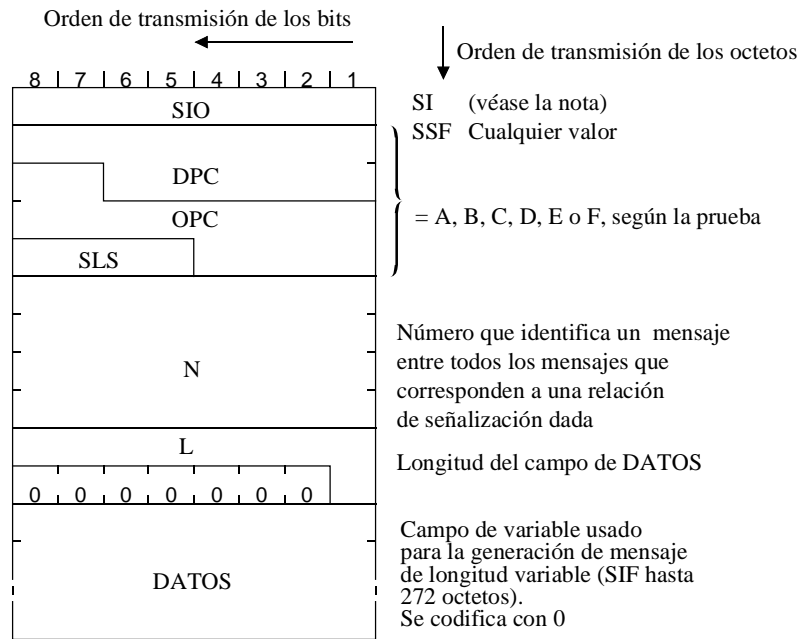 Orden de transmisión de los bits
Orden de transmisión de los octetos
8 7 6 5 4 3 2 1
SIO
SI (véase la nota)
SSF Cualquier valor
DPC
OPC
= A, B, C, D, E o F, según la prueba
SLS
N
Número que identifica un mensaje
entre todos los mensajes que
corresponden a una relación
de señalización dada
L
Longitud del campo de DATOS
0 0 0 0 0 0 0
DATOS
Campo de variable usado
para la generación de mensaje
de longitud variable (SIF hasta
272 octetos).
Se codifica con 0